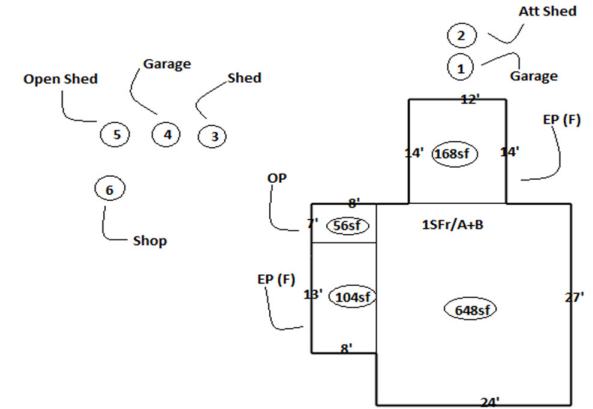 Att Shed
2
Garage
1
Garage
Open Shed
Shed
12'
EP (F)
5
4
3
14'
168sf
14'
OP
6
8'
7'
56sf
1SFr/A+B
Shop
EP (F)
13'
104sf
648sf
27'
8'
24'